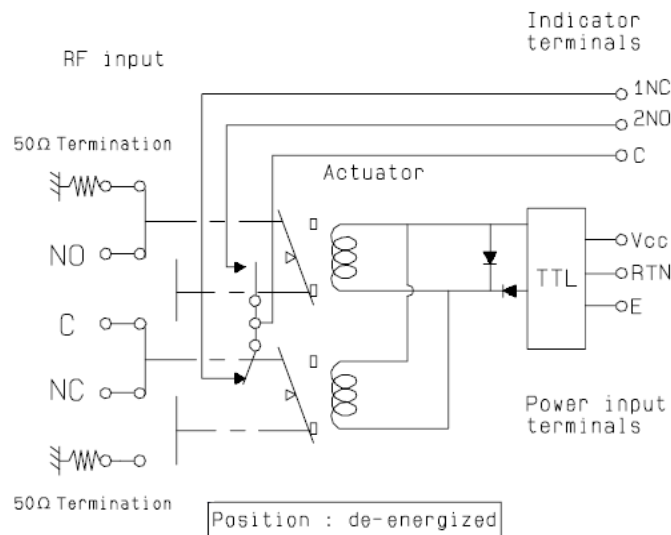 Indicator
terminals
RF input
1NC
2NO
C
50Ω Termination
Actuator
NO
C
NC
TTL
Vcc
RTN
E
Power input
terminals
50Ω Termination
Position : de-energized